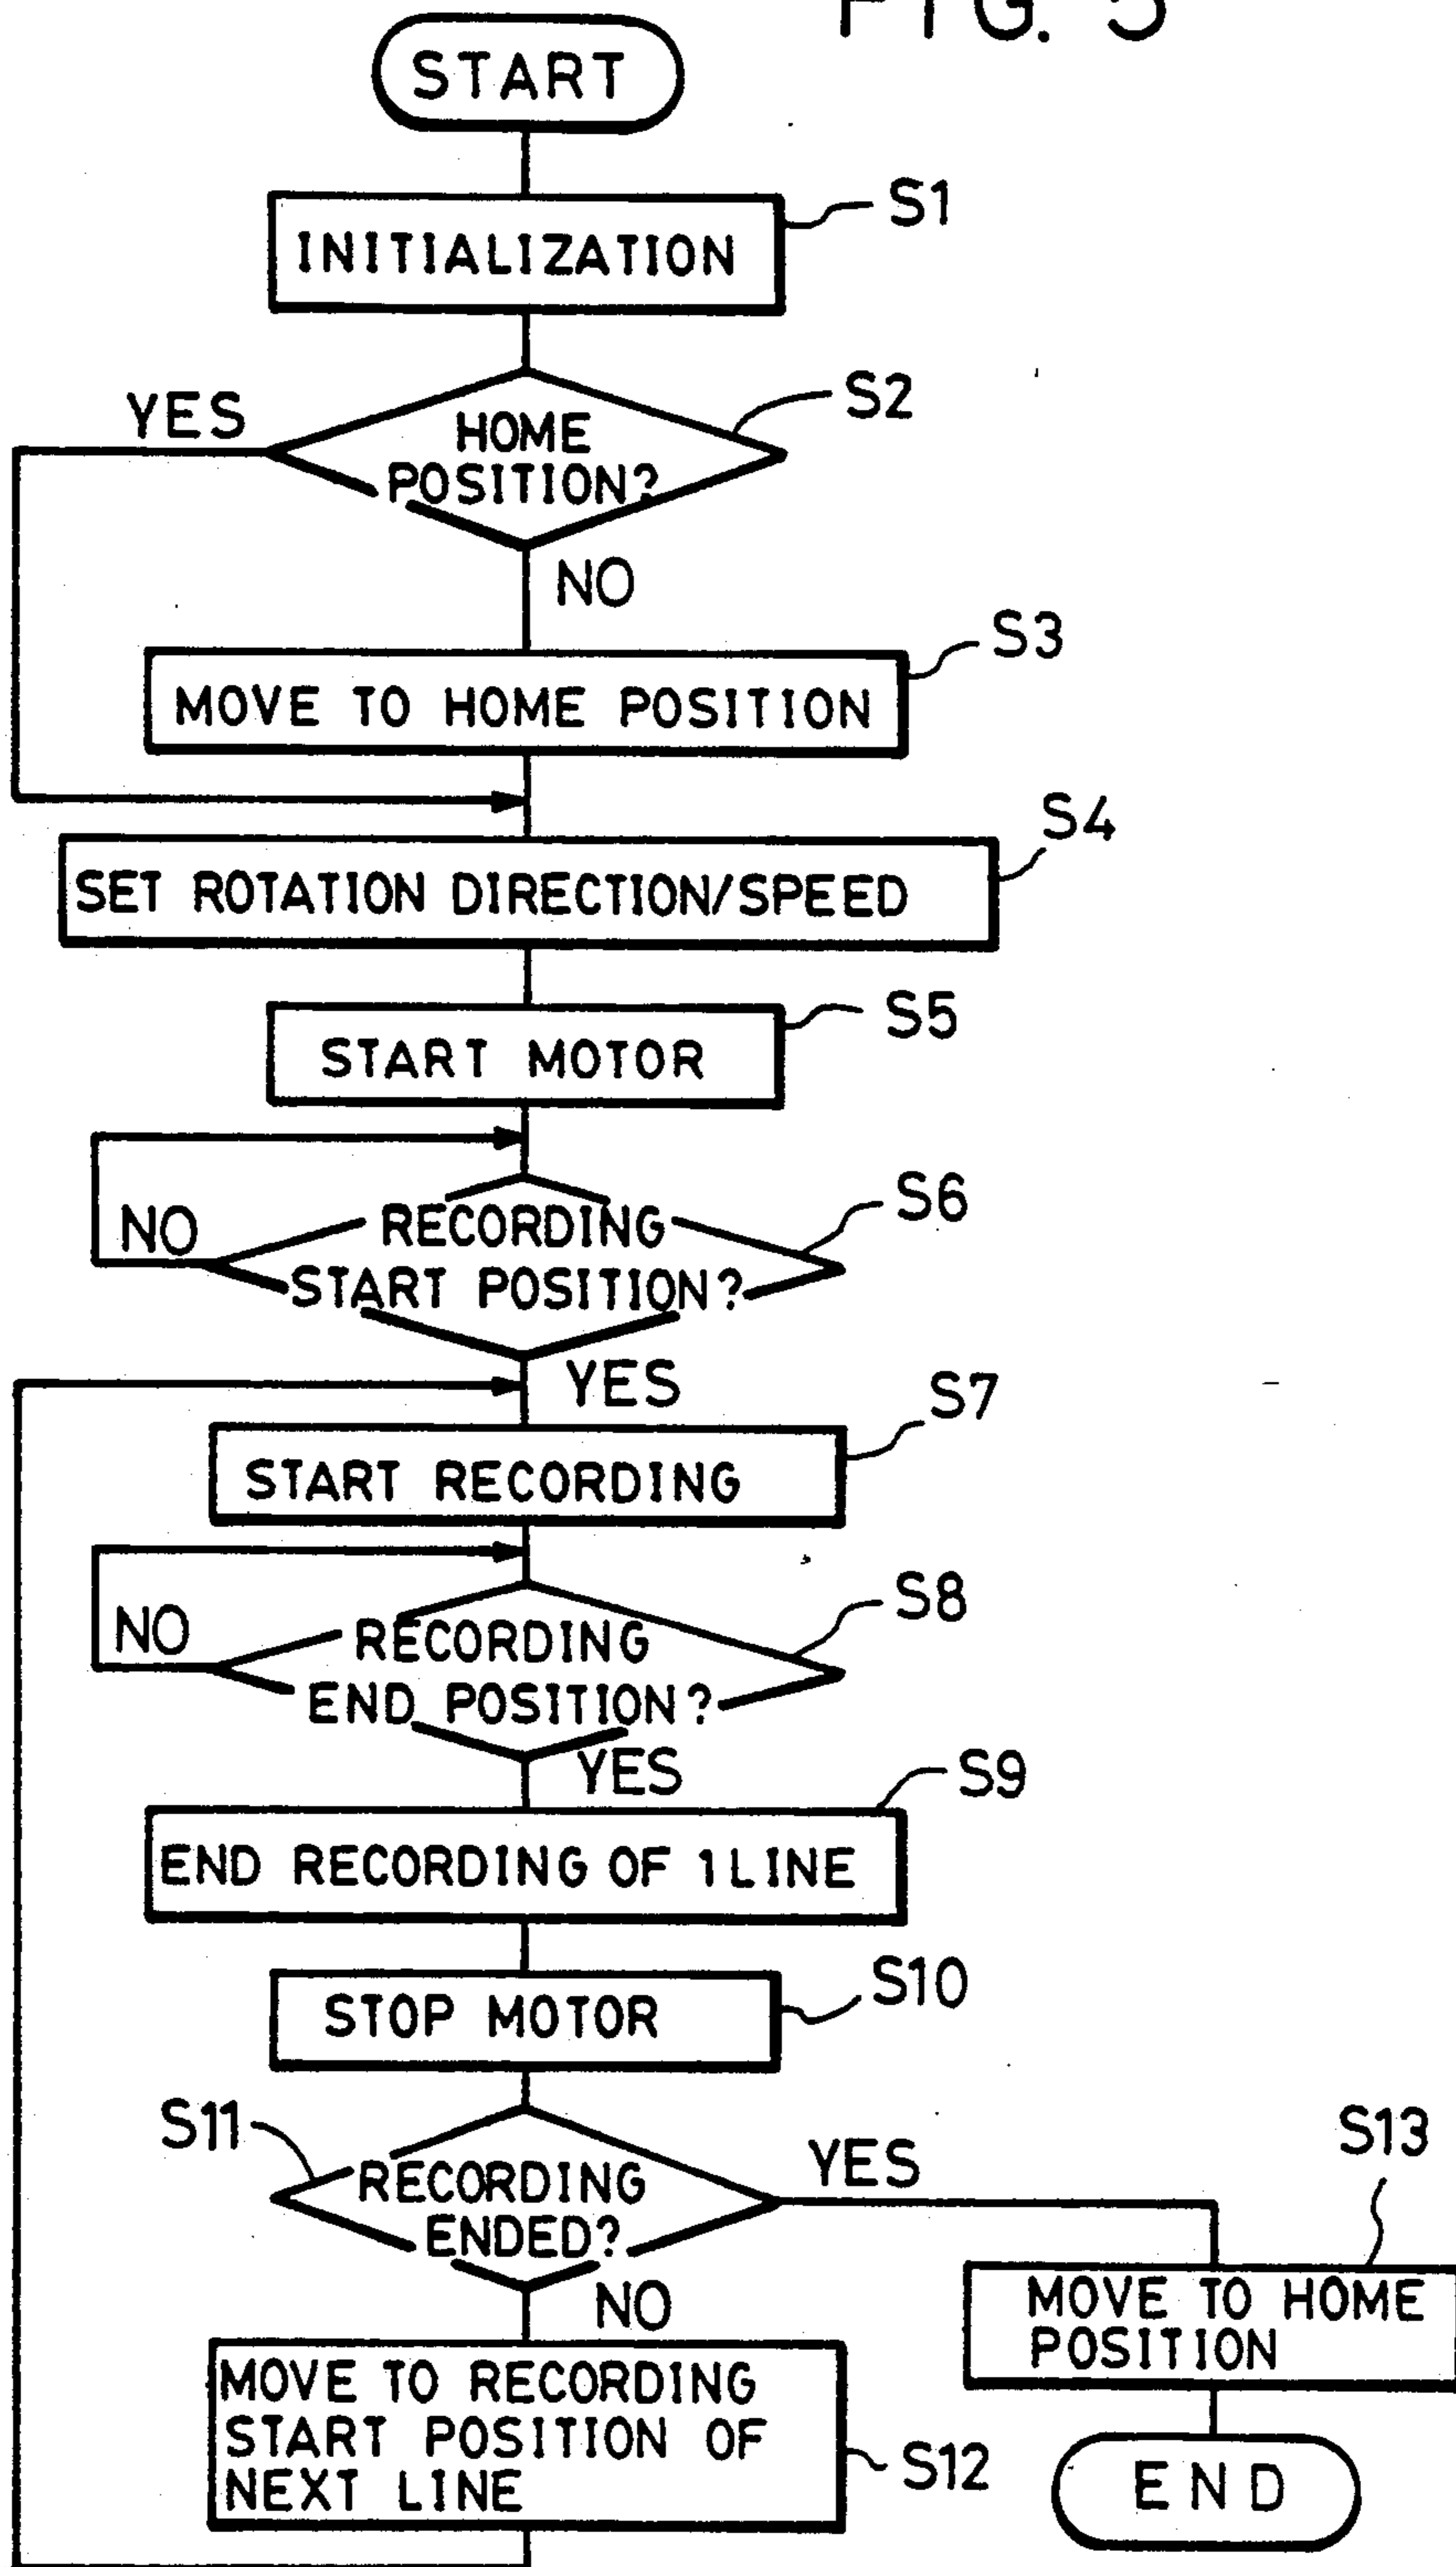 FIG. 5
START
S1
INITIALIZATION
S2
YES
HOME
POSITION?
NO
S3
MOVE TO HOME POSITION
S4
SET ROTATION DIRECTION/SPEED
S5
START MOTOR
S6
NO
RECORDING
START POSITION?
YES
S7
START RECORDING
S8
NO
RECORDING
END POSITION?
YES
S9
END RECORDING OF 1 LINE
S10
STOP MOTOR
S11
YES
S13
RECORDING
ENDED?
NO
MOVE TO HOME
POSITION
MOVE TO RECORDING
START POSITION OF
NEXT LINE
S12
END